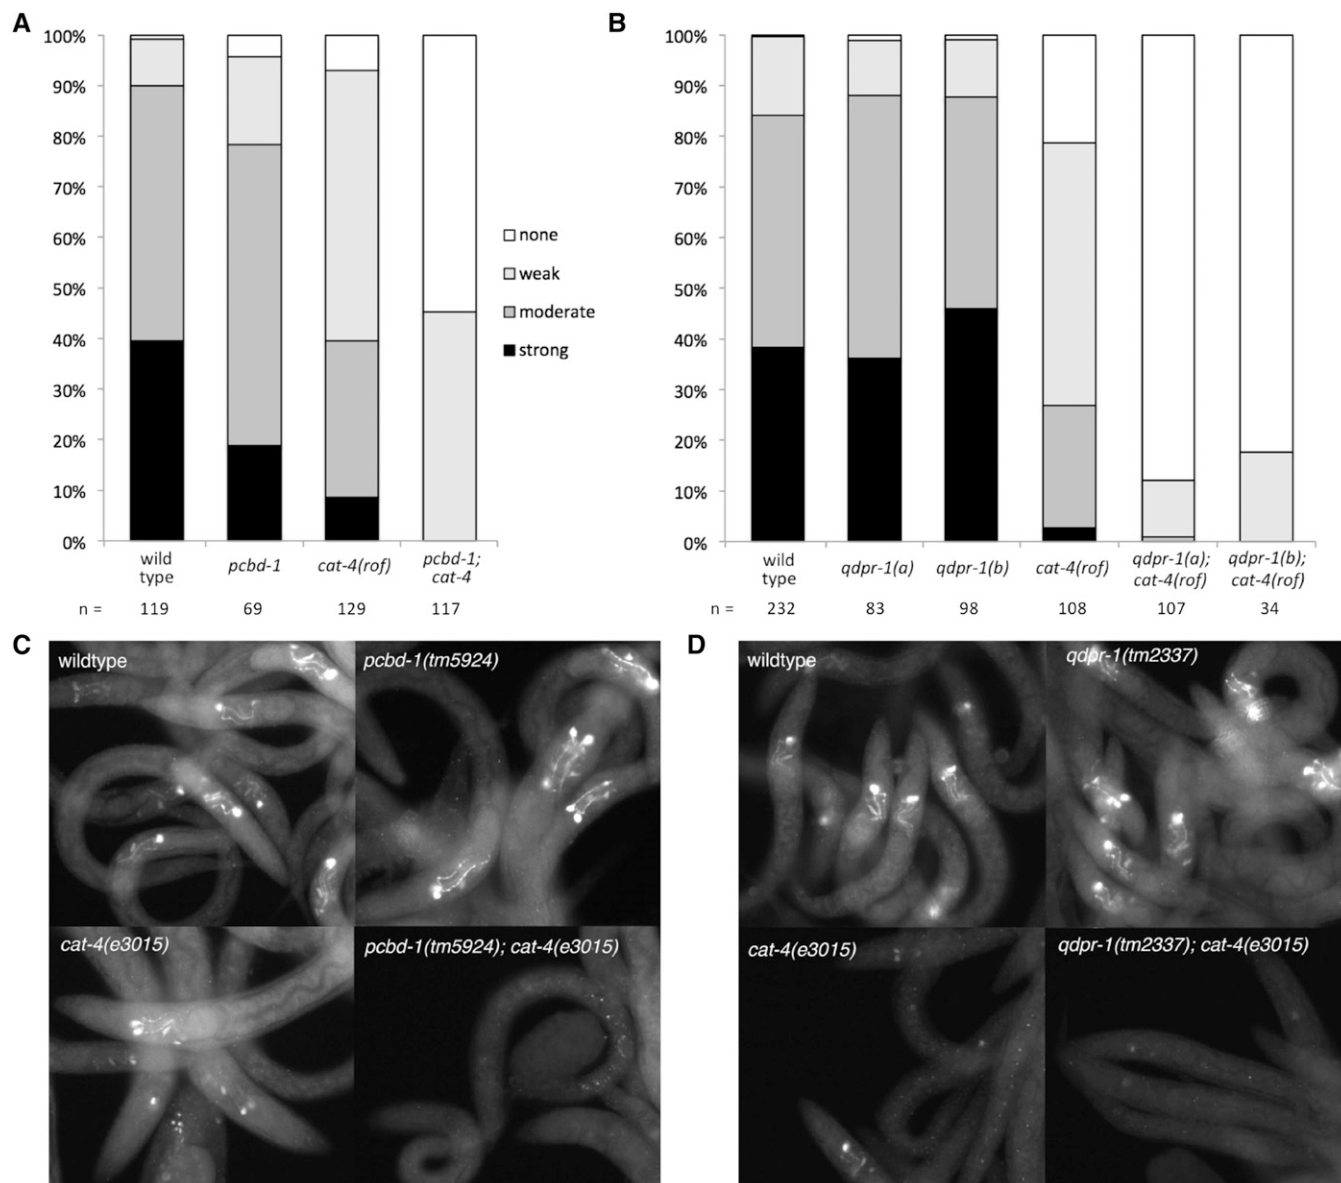 A
100%
90%
80%
70%
60%
50%
40%
30%
20%
10%
0%
wild
type
pcbd-1
cat-4(rof)
pcbd-1;
cat-4
n =
119
69
129
117
none
weak
moderate
strong
B
100%
90%
80%
70%
60%
50%
40%
30%
20%
10%
0%
wild
type
qdpr-1(a)
qdpr-1(b)
cat-4(rof)
qdpr-1(a);
cat-4(rof)
qdpr-1(b);
cat-4(rof)
n =
232
83
98
108
107
34
C
wildtype
pcbd-1(tm5924)
cat-4(e3015)
pcbd-1(tm5924); cat-4(e3015)
D
wildtype
qdpr-1(tm2337)
cat-4(e3015)
qdpr-1(tm2337); cat-4(e3015)